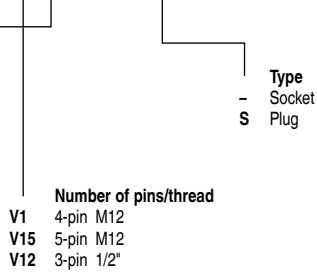 Type
– Socket
S Plug
Number of pins/thread
V1 4-pin M12
V15 5-pin M12
V12 3-pin 1/2"